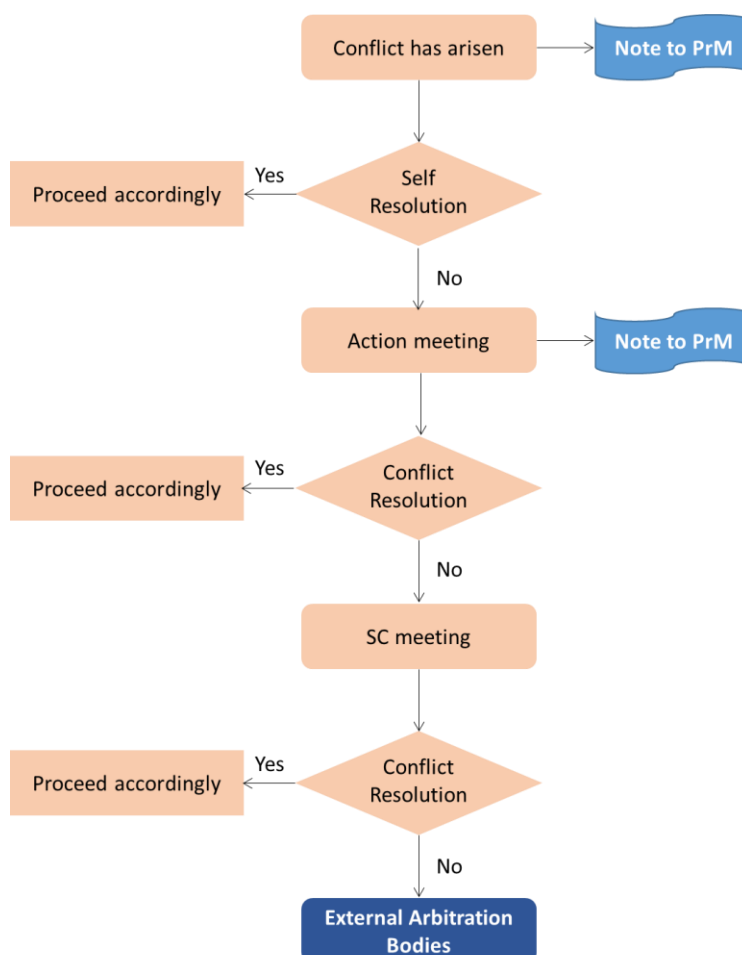 Conflict has arisen
Note to PrM
Self
Resolution
Yes
Proceed accordingly
No
Action meeting
Note to PrM
Conflict
Resolution
Yes
Proceed accordingly
No
SC meeting
Conflict
Resolution
Yes
Proceed accordingly
No
External Arbitration
Bodies